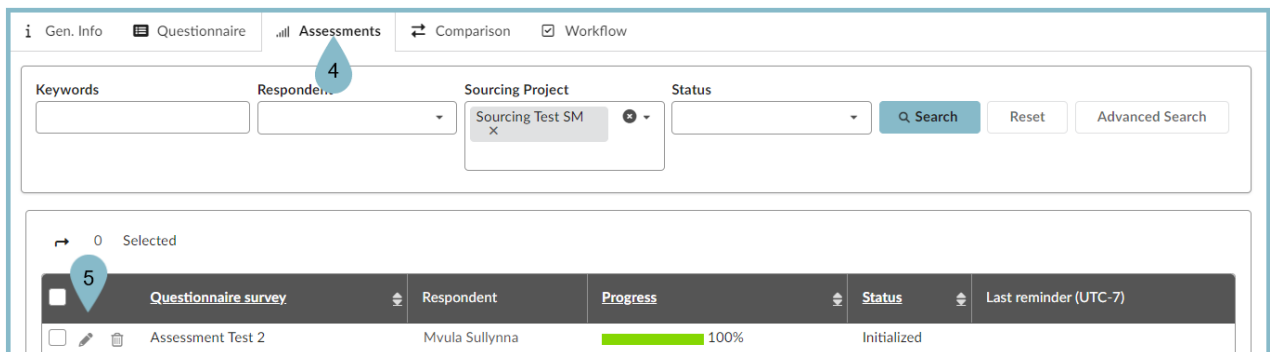 Gen. Info Questionnaire Assessments Comparison Workflow
4
Keywords Respondent Sourcing Project Status
Sourcing Test SM
Search Reset Advanced Search
0 Selected
5
Questionnaire survey Respondent Progress Status Last reminder (UTC-7)
Assessment Test 2 Mvula Sullynna 100% Initialized